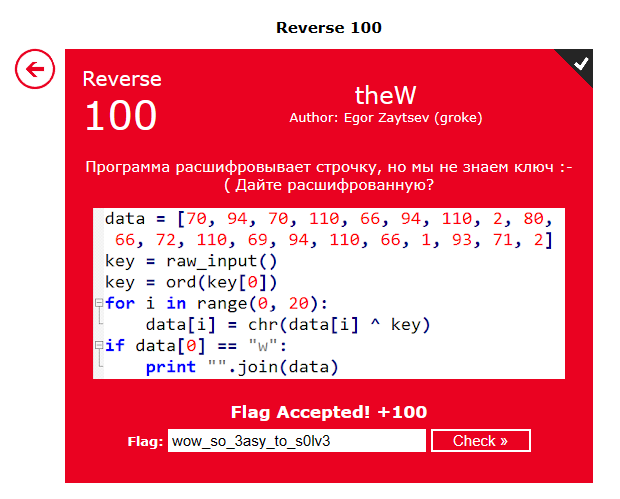 Reverse 100
Reverse
100
theW
Author: Egor Zaytsev (groke)
Программа расшифровывает строчку, но мы не знаем ключ :-
( Дайте расшифрованную?
data = [70, 94, 70, 110, 66, 94, 110, 2, 80,
66, 72, 110, 69, 94, 110, 66, 1, 93, 71, 2]
key = raw_input()
key = ord(key[0])
for i in range(0, 20):
    data[i] = chr(data[i] ^ key)
if data[0] == "w":
    print "".join(data)
Flag Accepted! +100
Flag: wow_so_3asy_to_s0lv3 Check »